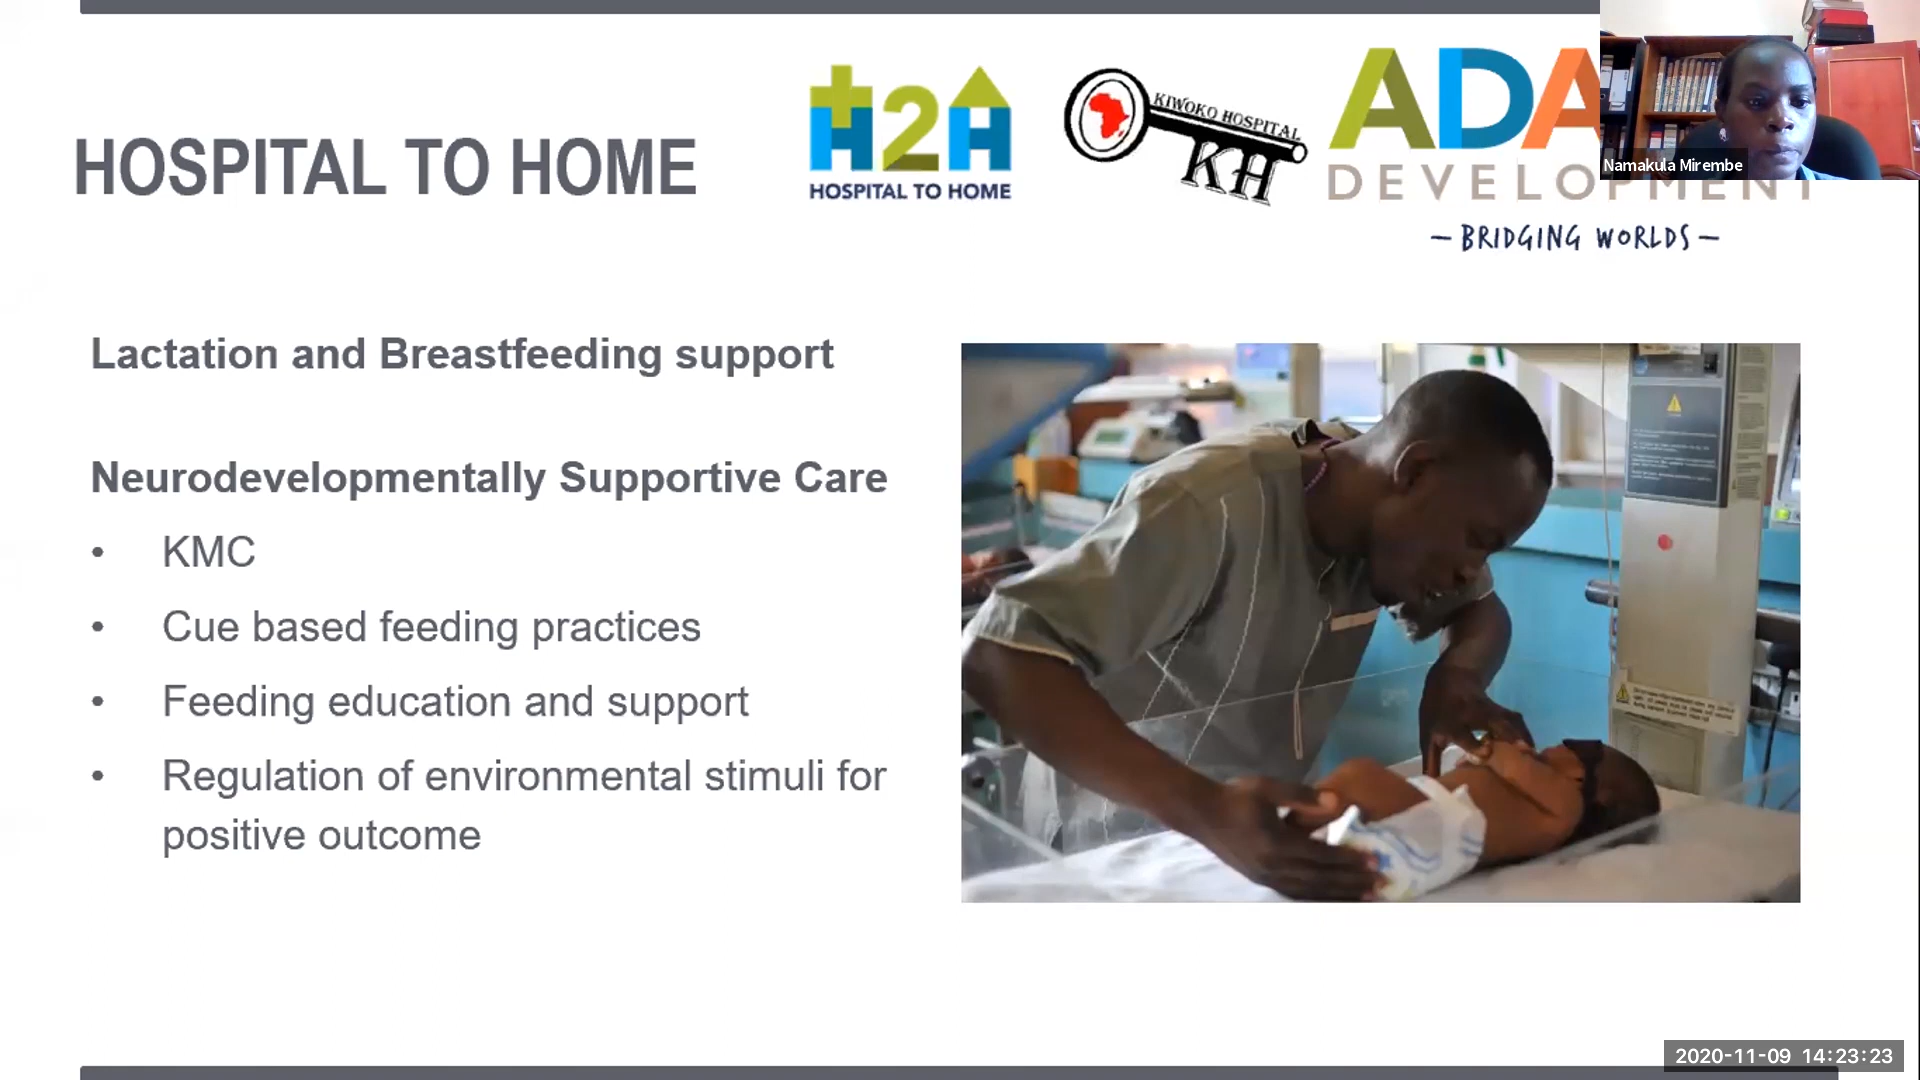 HOSPITAL TO HOME
H2H
HOSPITAL TO HOME
KIWOKO HOSPITAL
KH
ADA
DEVELOPMENT
— BRIDGING WORLDS —
Namakula Mirembe
Lactation and Breastfeeding support
Neurodevelopmentally Supportive Care
• KMC
• Cue based feeding practices
• Feeding education and support
• Regulation of environmental stimuli for
positive outcome
2020-11-09 14:23:23